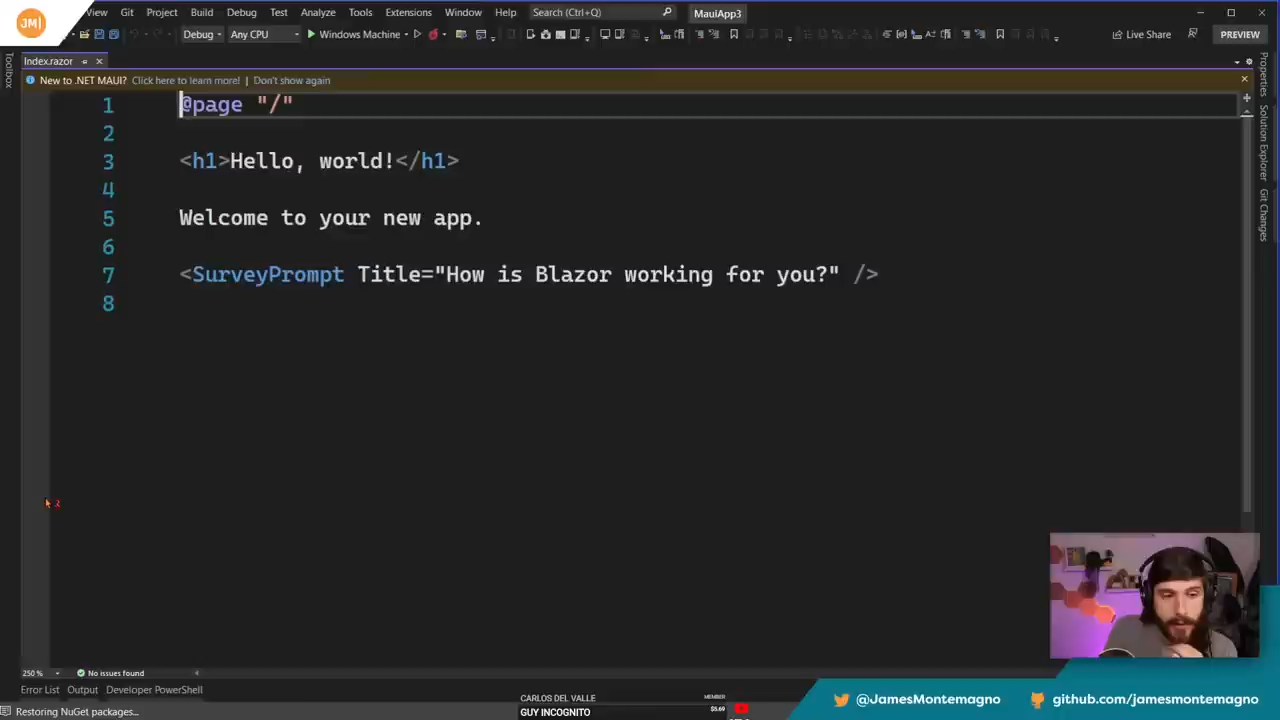 JM|
View Git Project Build Debug Test Analyze Tools Extensions Window Help Search (Ctrl+Q) MauiApp3
Debug Any CPU Windows Machine Live Share PREVIEW
Toolbox
Index.razor
New to .NET MAUI? Click here to learn more! | Don't show again
1 @page "/"
2
3 <h1>Hello, world!</h1>
4
5 Welcome to your new app.
6
7 <SurveyPrompt Title="How is Blazor working for you?" />
8
Properties
Solution Explorer
Git Changes
250 % No issues found
Error List Output Developer PowerShell
Restoring NuGet packages...
CARLOS DEL VALLE MEMBER
GUY INCOGNITO $5.69
@JamesMontemagno github.com/jamesmontemagno